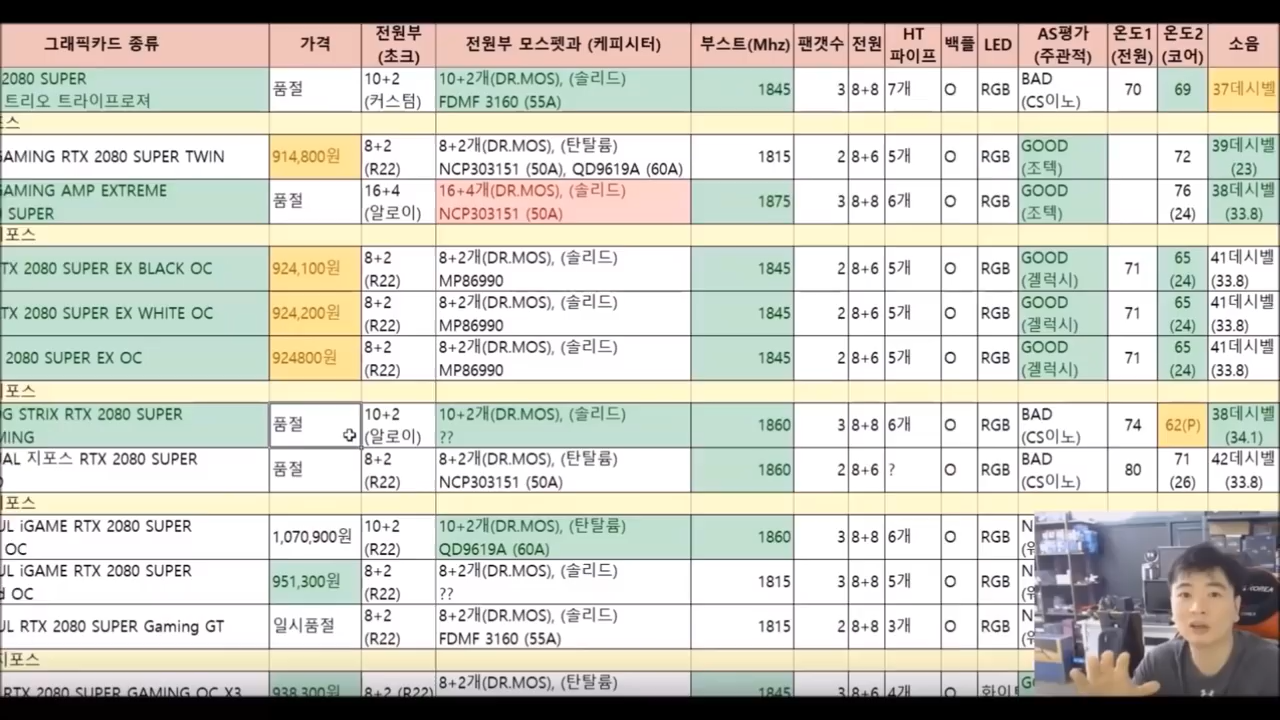 그래픽카드 종류 가격 전원부 (초크) 전원부 모스펫과 (케피시터) 부스트(Mhz) 팬갯수 전원 HT 파이프 백플 LED AS평가 (주관적) 온도1 (전원) 온도2 (코어) 소음
2080 SUPER 트리오 트라이프로져 품절 10+2 (커스텀) 10+2개(DR.MOS), (솔리드) FDMF 3160 (55A) 1845 3 8+8 7개 O RGB BAD (CS이노) 70 69 37데시벨
포스
GAMING RTX 2080 SUPER TWIN 914,800원 8+2 (R22) 8+2개(DR.MOS), (탄탈륨) NCP303151 (50A), QD9619A (60A) 1815 2 8+6 5개 O RGB GOOD (조텍) 72 39데시벨 (23)
GAMING AMP EXTREME SUPER 품절 16+4 (알로이) 16+4개(DR.MOS), (솔리드) NCP303151 (50A) 1875 3 8+8 6개 O RGB GOOD (조텍) 76 (24) 38데시벨 (33.8)
지포스
TX 2080 SUPER EX BLACK OC 924,100원 8+2 (R22) 8+2개(DR.MOS), (솔리드) MP86990 1845 2 8+6 5개 O RGB GOOD (겔럭시) 71 65 (24) 41데시벨 (33.8)
TX 2080 SUPER EX WHITE OC 924,200원 8+2 (R22) 8+2개(DR.MOS), (솔리드) MP86990 1845 2 8+6 5개 O RGB GOOD (겔럭시) 71 65 (24) 41데시벨 (33.8)
2080 SUPER EX OC 924800원 8+2 (R22) 8+2개(DR.MOS), (솔리드) MP86990 1845 2 8+6 5개 O RGB GOOD (겔럭시) 71 65 (24) 41데시벨 (33.8)
지포스
G STRIX RTX 2080 SUPER MING 품절 10+2 (알로이) 10+2개(DR.MOS), (솔리드) ?? 1860 3 8+8 6개 O RGB BAD (CS이노) 74 62(P) 38데시벨 (34.1)
AL 지포스 RTX 2080 SUPER 품절 8+2 (R22) 8+2개(DR.MOS), (탄탈륨) NCP303151 (50A) 1860 2 8+6 ? O RGB BAD (CS이노) 80 71 (26) 42데시벨 (33.8)
지포스
UL iGAME RTX 2080 SUPER OC 1,070,900원 10+2 (R22) 10+2개(DR.MOS), (탄탈륨) QD9619A (60A) 1860 3 8+8 6개 O RGB N
UL iGAME RTX 2080 SUPER d OC 951,300원 8+2 (R22) 8+2개(DR.MOS), (솔리드) ?? 1815 3 8+8 5개 O RGB N
UL RTX 2080 SUPER Gaming GT 일시품절 8+2 (R22) 8+2개(DR.MOS), (솔리드) FDMF 3160 (55A) 1815 2 8+8 3개 O RGB N
지포스
RTX 2080 SUPER GAMING OC X3 938,300원 8+2 (R22) 8+2개(DR.MOS), (탄탈륨) 1845 3 8+6 4개 O 화이트